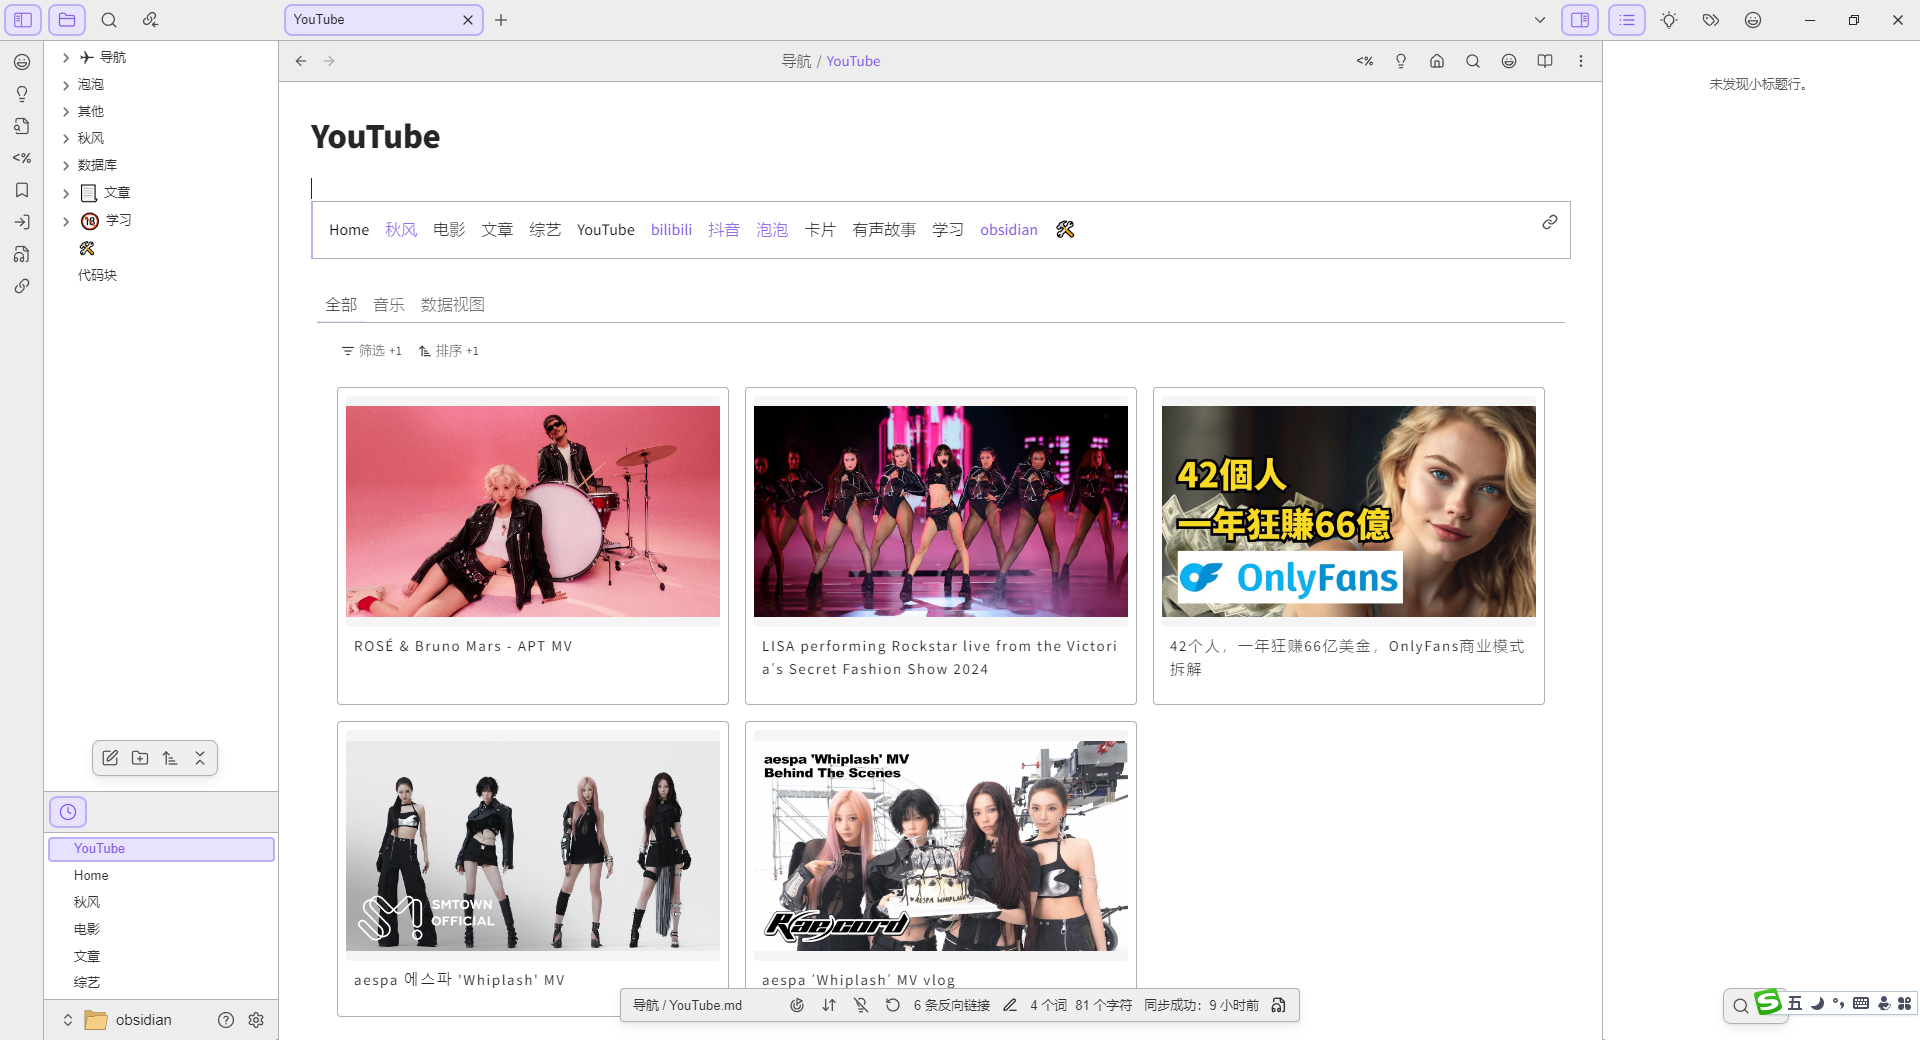 YouTube
导航
泡泡
其他
秋风
数据库
文章
学习
代码块
导航 / YouTube
<%
<%
未发现小标题行。
YouTube
Home 秋风 电影 文章 综艺 YouTube bilibili 抖音 泡泡 卡片 有声故事 学习 obsidian
全部 音乐 数据视图
筛选 +1 排序 +1
42個人
一年狂賺66億
OnlyFans
ROSÉ & Bruno Mars - APT MV
LISA performing Rockstar live from the Victori
a's Secret Fashion Show 2024
42个人，一年狂赚66亿美金，OnlyFans商业模式
拆解
SMTOWN
OFFICIAL
aespa 'Whiplash' MV
Behind The Scenes
AESPA WHIPLASH
Raecord
aespa 에스파 'Whiplash' MV
aespa 'Whiplash' MV vlog
YouTube
Home
秋风
电影
文章
综艺
obsidian
导航 / YouTube.md 6 条反向链接 4 个词 81 个字符 同步成功：9 小时前
五